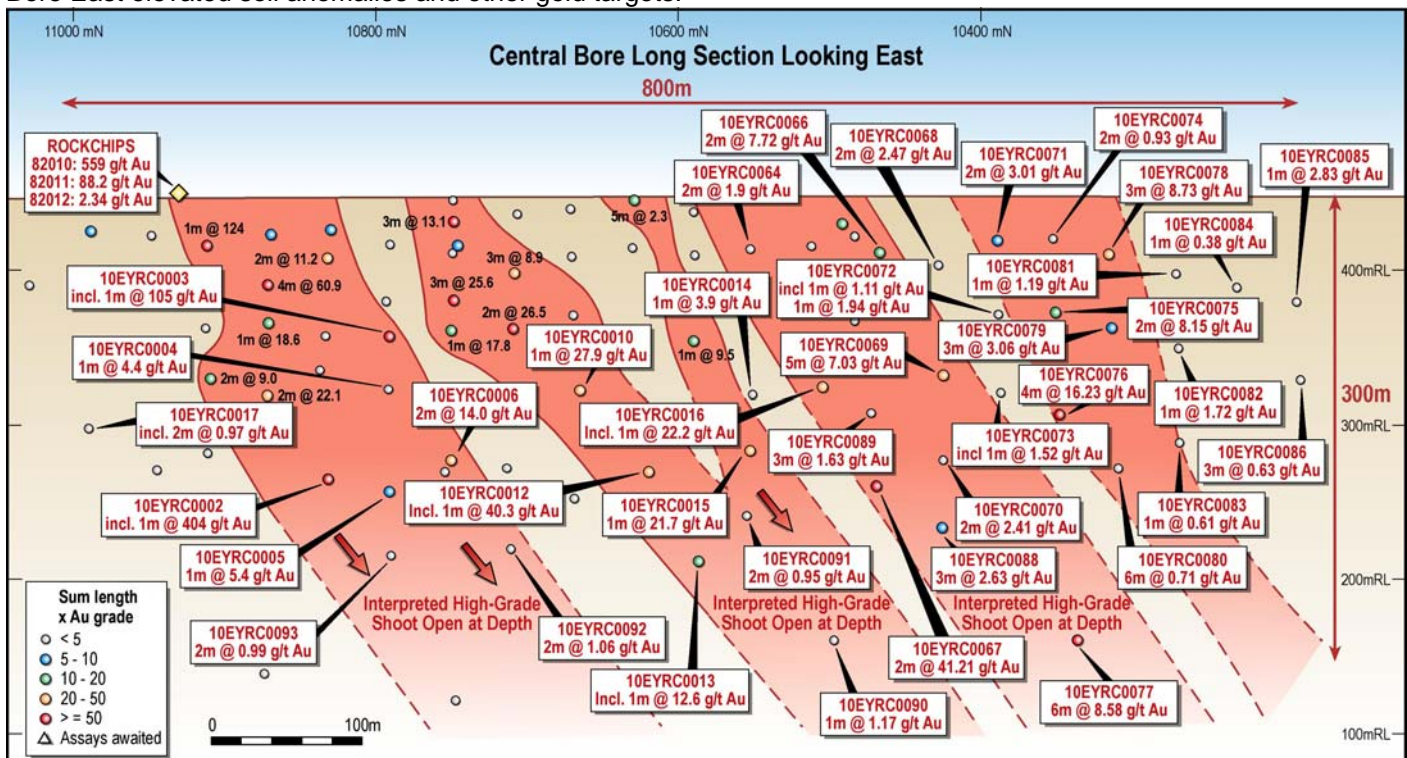 Bore East elevated soil anomalies and other gold targets.
11000 mN
10800 mN
10600 mN
10400 mN
Central Bore Long Section Looking East
800m
ROCKCHIPS
82010: 559 g/t Au
82011: 88.2 g/t Au
82012: 2.34 g/t Au
10EYRC0066
2m @ 7.72 g/t Au
10EYRC0068
2m @ 2.47 g/t Au
10EYRC0074
2m @ 0.93 g/t Au
10EYRC0071
2m @ 3.01 g/t Au
10EYRC0085
1m @ 2.83 g/t Au
10EYRC0064
2m @ 1.9 g/t Au
10EYRC0078
3m @ 8.73 g/t Au
10EYRC0084
1m @ 0.38 g/t Au
1m @ 124
3m @ 13.1
5m @ 2.3
2m @ 11.2
3m @ 8.9
400mRL
10EYRC0003
incl. 1m @ 105 g/t Au
4m @ 60.9
3m @ 25.6
10EYRC0014
1m @ 3.9 g/t Au
10EYRC0072
incl 1m @ 1.11 g/t Au
1m @ 1.94 g/t Au
10EYRC0081
1m @ 1.19 g/t Au
10EYRC0075
2m @ 8.15 g/t Au
2m @ 26.5
10EYRC0004
1m @ 4.4 g/t Au
1m @ 18.6
1m @ 17.8
10EYRC0010
1m @ 27.9 g/t Au
1m @ 9.5
10EYRC0069
5m @ 7.03 g/t Au
10EYRC0079
3m @ 3.06 g/t Au
10EYRC0076
4m @ 16.23 g/t Au
10EYRC0082
1m @ 1.72 g/t Au
300m
2m @ 9.0
2m @ 22.1
10EYRC0017
incl. 2m @ 0.97 g/t Au
10EYRC0006
2m @ 14.0 g/t Au
10EYRC0016
Incl. 1m @ 22.2 g/t Au
10EYRC0089
3m @ 1.63 g/t Au
10EYRC0073
incl 1m @ 1.52 g/t Au
300mRL
10EYRC0086
3m @ 0.63 g/t Au
10EYRC0002
incl. 1m @ 404 g/t Au
10EYRC0012
Incl. 1m @ 40.3 g/t Au
10EYRC0015
1m @ 21.7 g/t Au
10EYRC0070
2m @ 2.41 g/t Au
10EYRC0083
1m @ 0.61 g/t Au
10EYRC0005
1m @ 5.4 g/t Au
10EYRC0091
2m @ 0.95 g/t Au
10EYRC0088
3m @ 2.63 g/t Au
10EYRC0080
6m @ 0.71 g/t Au
200mRL
Interpreted High-Grade
Shoot Open at Depth
Interpreted High-Grade
Shoot Open at Depth
Interpreted High-Grade
Shoot Open at Depth
10EYRC0093
2m @ 0.99 g/t Au
10EYRC0092
2m @ 1.06 g/t Au
10EYRC0013
Incl. 1m @ 12.6 g/t Au
10EYRC0067
2m @ 41.21 g/t Au
10EYRC0090
1m @ 1.17 g/t Au
10EYRC0077
6m @ 8.58 g/t Au
100mRL
Sum length
x Au grade
< 5
5 - 10
10 - 20
20 - 50
> = 50
Assays awaited
0
100m